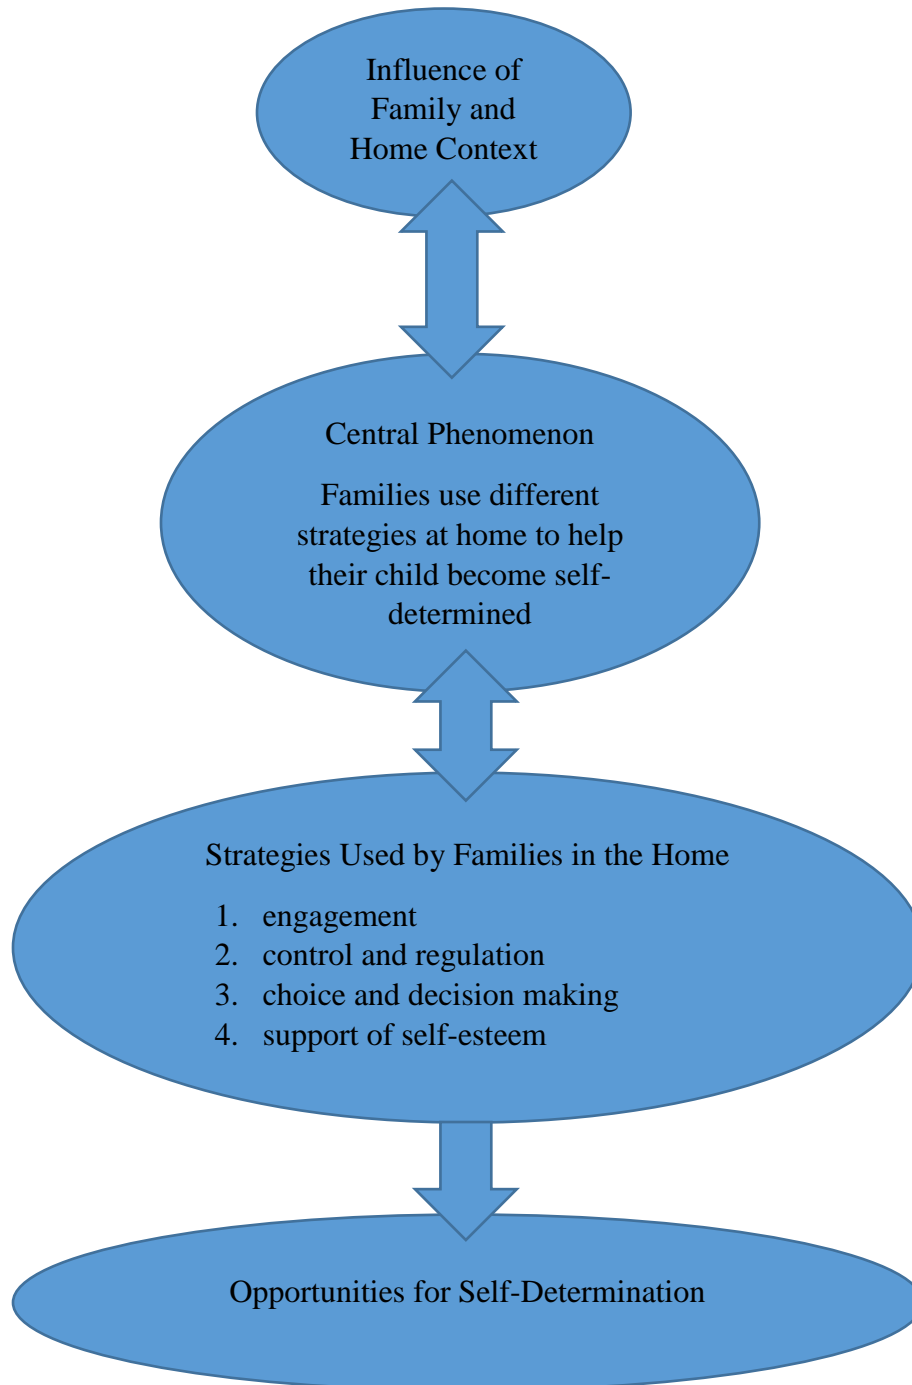 Influence of
Family and
Home Context
Central Phenomenon
Families use different
strategies at home to help
their child become self-
determined
Strategies Used by Families in the Home
1. engagement
2. control and regulation
3. choice and decision making
4. support of self-esteem
Opportunities for Self-Determination